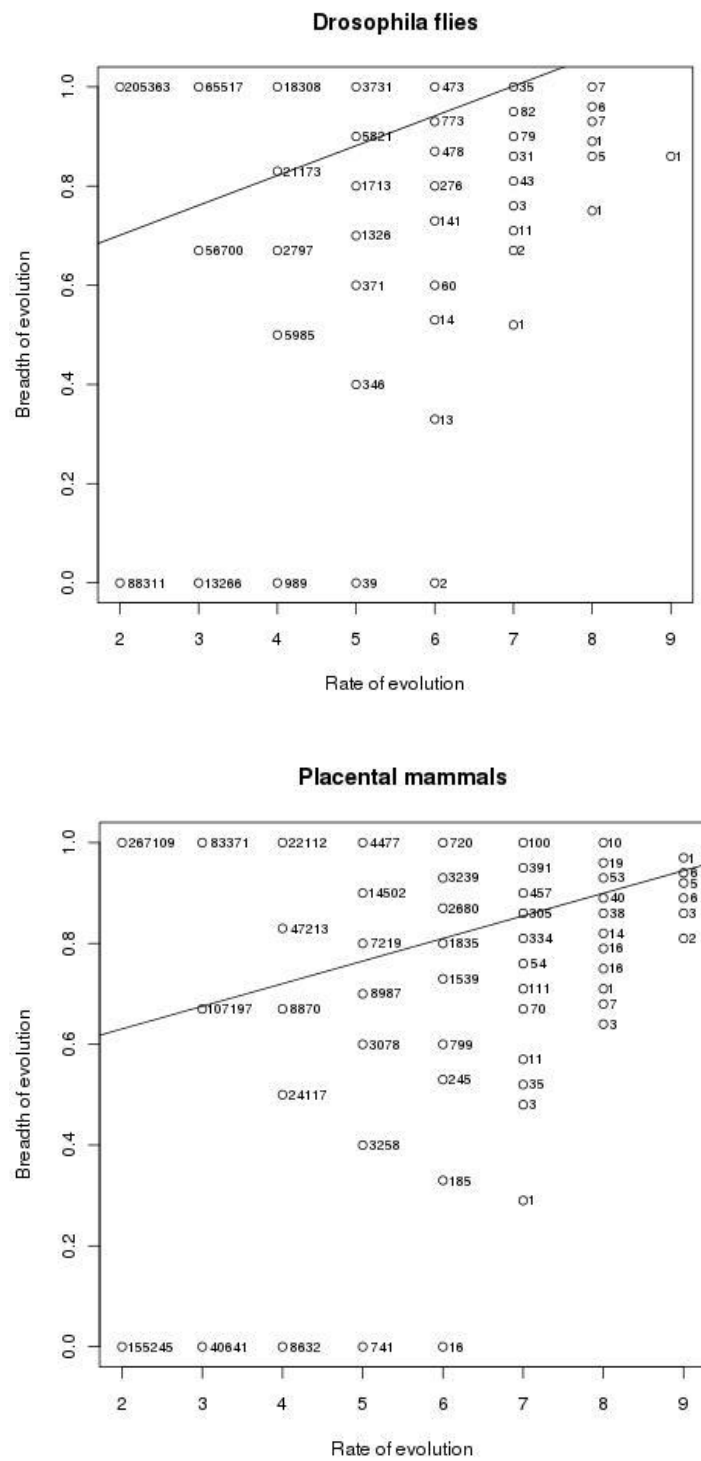 Drosophila flies
1.0
205363 65517 18308 3731 473 35 7
6
82
773 7
5821 79 1
478 31 5 1
21173
0.8
1713 276 43
3
141 1
1326 11
56700 2797 2
0.6
371 60
14 1
5985
0.4
346
13
0.2
0.0
88311 13266 989 39 2
Breadth of evolution
2 3 4 5 6 7 8 9
Rate of evolution
Placental mammals
1.0
267109 83371 22112 4477 720 100 10
1
391 19
6
3239 53
5
14502 457 40 6
2680 305 38 3
47213
14
334 2
0.8
7219 1835 16
54 16
1539
111 1
8987
107197 8870 70 7
3
0.6
3078 799
11
245 35
24117
3
0.4
3258
185
1
0.2
0.0
155245 40641 8632 741 16
Breadth of evolution
2 3 4 5 6 7 8 9
Rate of evolution